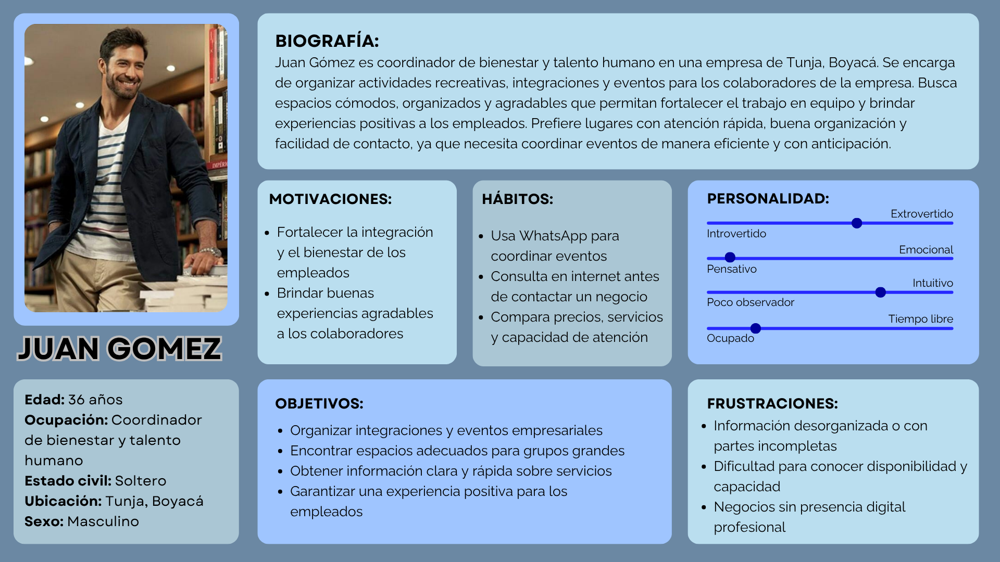 BIOGRAFÍA:
Juan Gómez es coordinador de bienestar y talento humano en una empresa de Tunja, Boyacá. Se encarga
de organizar actividades recreativas, integraciones y eventos para los colaboradores de la empresa. Busca
espacios cómodos, organizados y agradables que permitan fortalecer el trabajo en equipo y brindar
experiencias positivas a los empleados. Prefiere lugares con atención rápida, buena organización y
facilidad de contacto, ya que necesita coordinar eventos de manera eficiente y con anticipación.
JUAN GOMEZ
Edad: 36 años
Ocupación: Coordinador
de bienestar y talento
humano
Estado civil: Soltero
Ubicación: Tunja, Boyacá
Sexo: Masculino
MOTIVACIONES:
• Fortalecer la integración
y el bienestar de los
empleados
• Brindar buenas
experiencias agradables
a los colaboradores
HÁBITOS:
• Usa WhatsApp para
coordinar eventos
• Consulta en internet antes
de contactar un negocio
• Compara precios, servicios
y capacidad de atención
PERSONALIDAD:
Extrovertido
Introvertido
Emocional
Pensativo
Intuitivo
Poco observador
Tiempo libre
Ocupado
OBJETIVOS:
• Organizar integraciones y eventos empresariales
• Encontrar espacios adecuados para grupos grandes
• Obtener información clara y rápida sobre servicios
• Garantizar una experiencia positiva para los
empleados
FRUSTRACIONES:
• Información desorganizada o con
partes incompletas
• Dificultad para conocer disponibilidad y
capacidad
• Negocios sin presencia digital
profesional